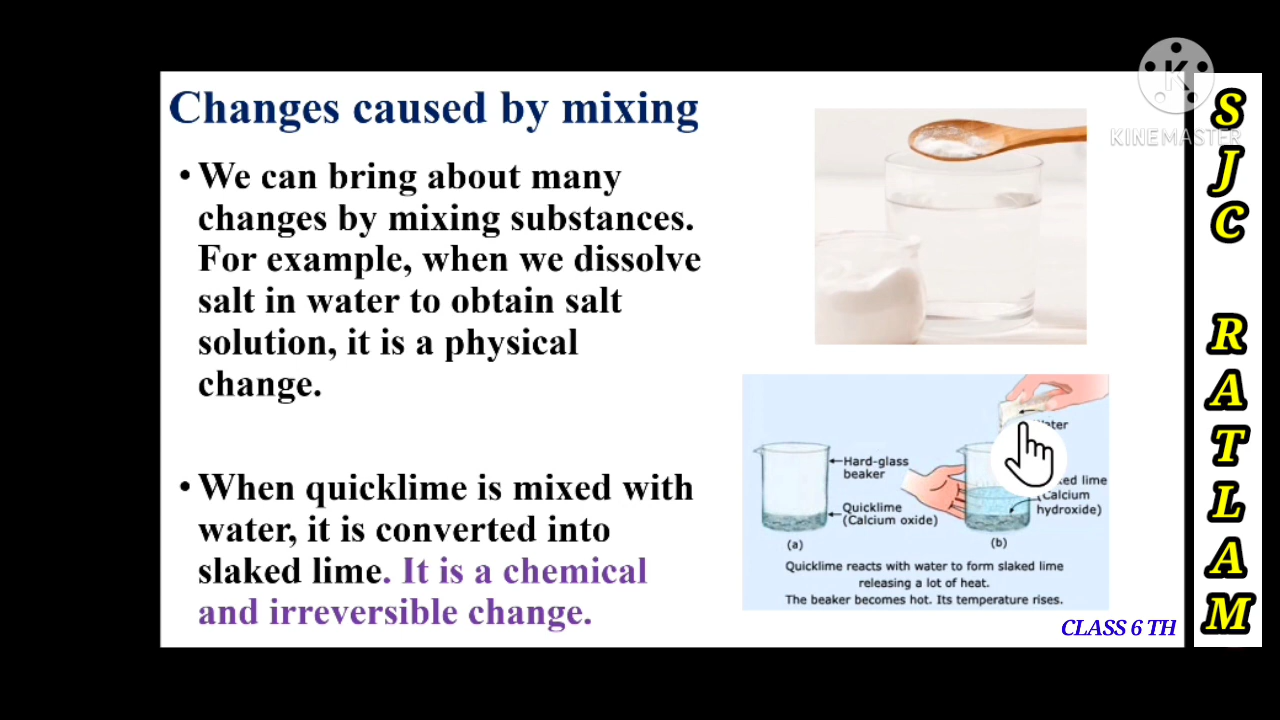 Changes caused by mixing
• We can bring about many
changes by mixing substances.
For example, when we dissolve
salt in water to obtain salt
solution, it is a physical
change.
• When quicklime is mixed with
water, it is converted into
slaked lime. It is a chemical
and irreversible change.
K
KINEMASTER
Hard-glass
beaker
Quicklime
(Calcium oxide)
(a)
lime
(Calcium
hydroxide)
(b)
Quicklime reacts with water to form slaked lime
releasing a lot of heat.
The beaker becomes hot. Its temperature rises.
CLASS 6 TH
SJC
RATLAM